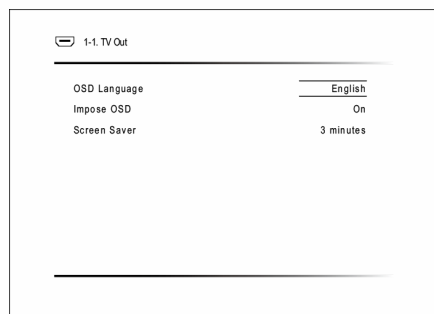 1-1. TV Out
OSD Language English
Impose OSD On
Screen Saver 3 minutes